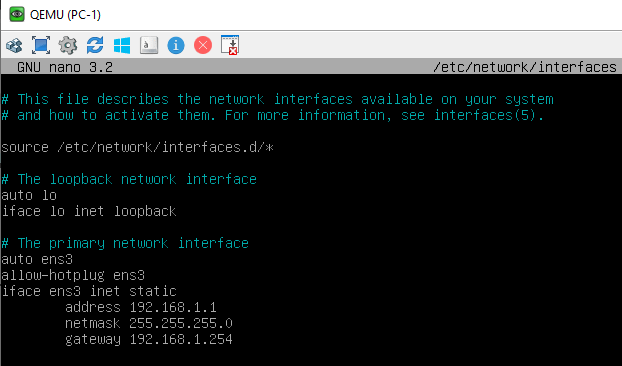 QEMU (PC-1)
GNU nano 3.2 /etc/network/interfaces
# This file describes the network interfaces available on your system
# and how to activate them. For more information, see interfaces(5).
source /etc/network/interfaces.d/*
# The loopback network interface
auto lo
iface lo inet loopback
# The primary network interface
auto ens3
allow-hotplug ens3
iface ens3 inet static
address 192.168.1.1
netmask 255.255.255.0
gateway 192.168.1.254